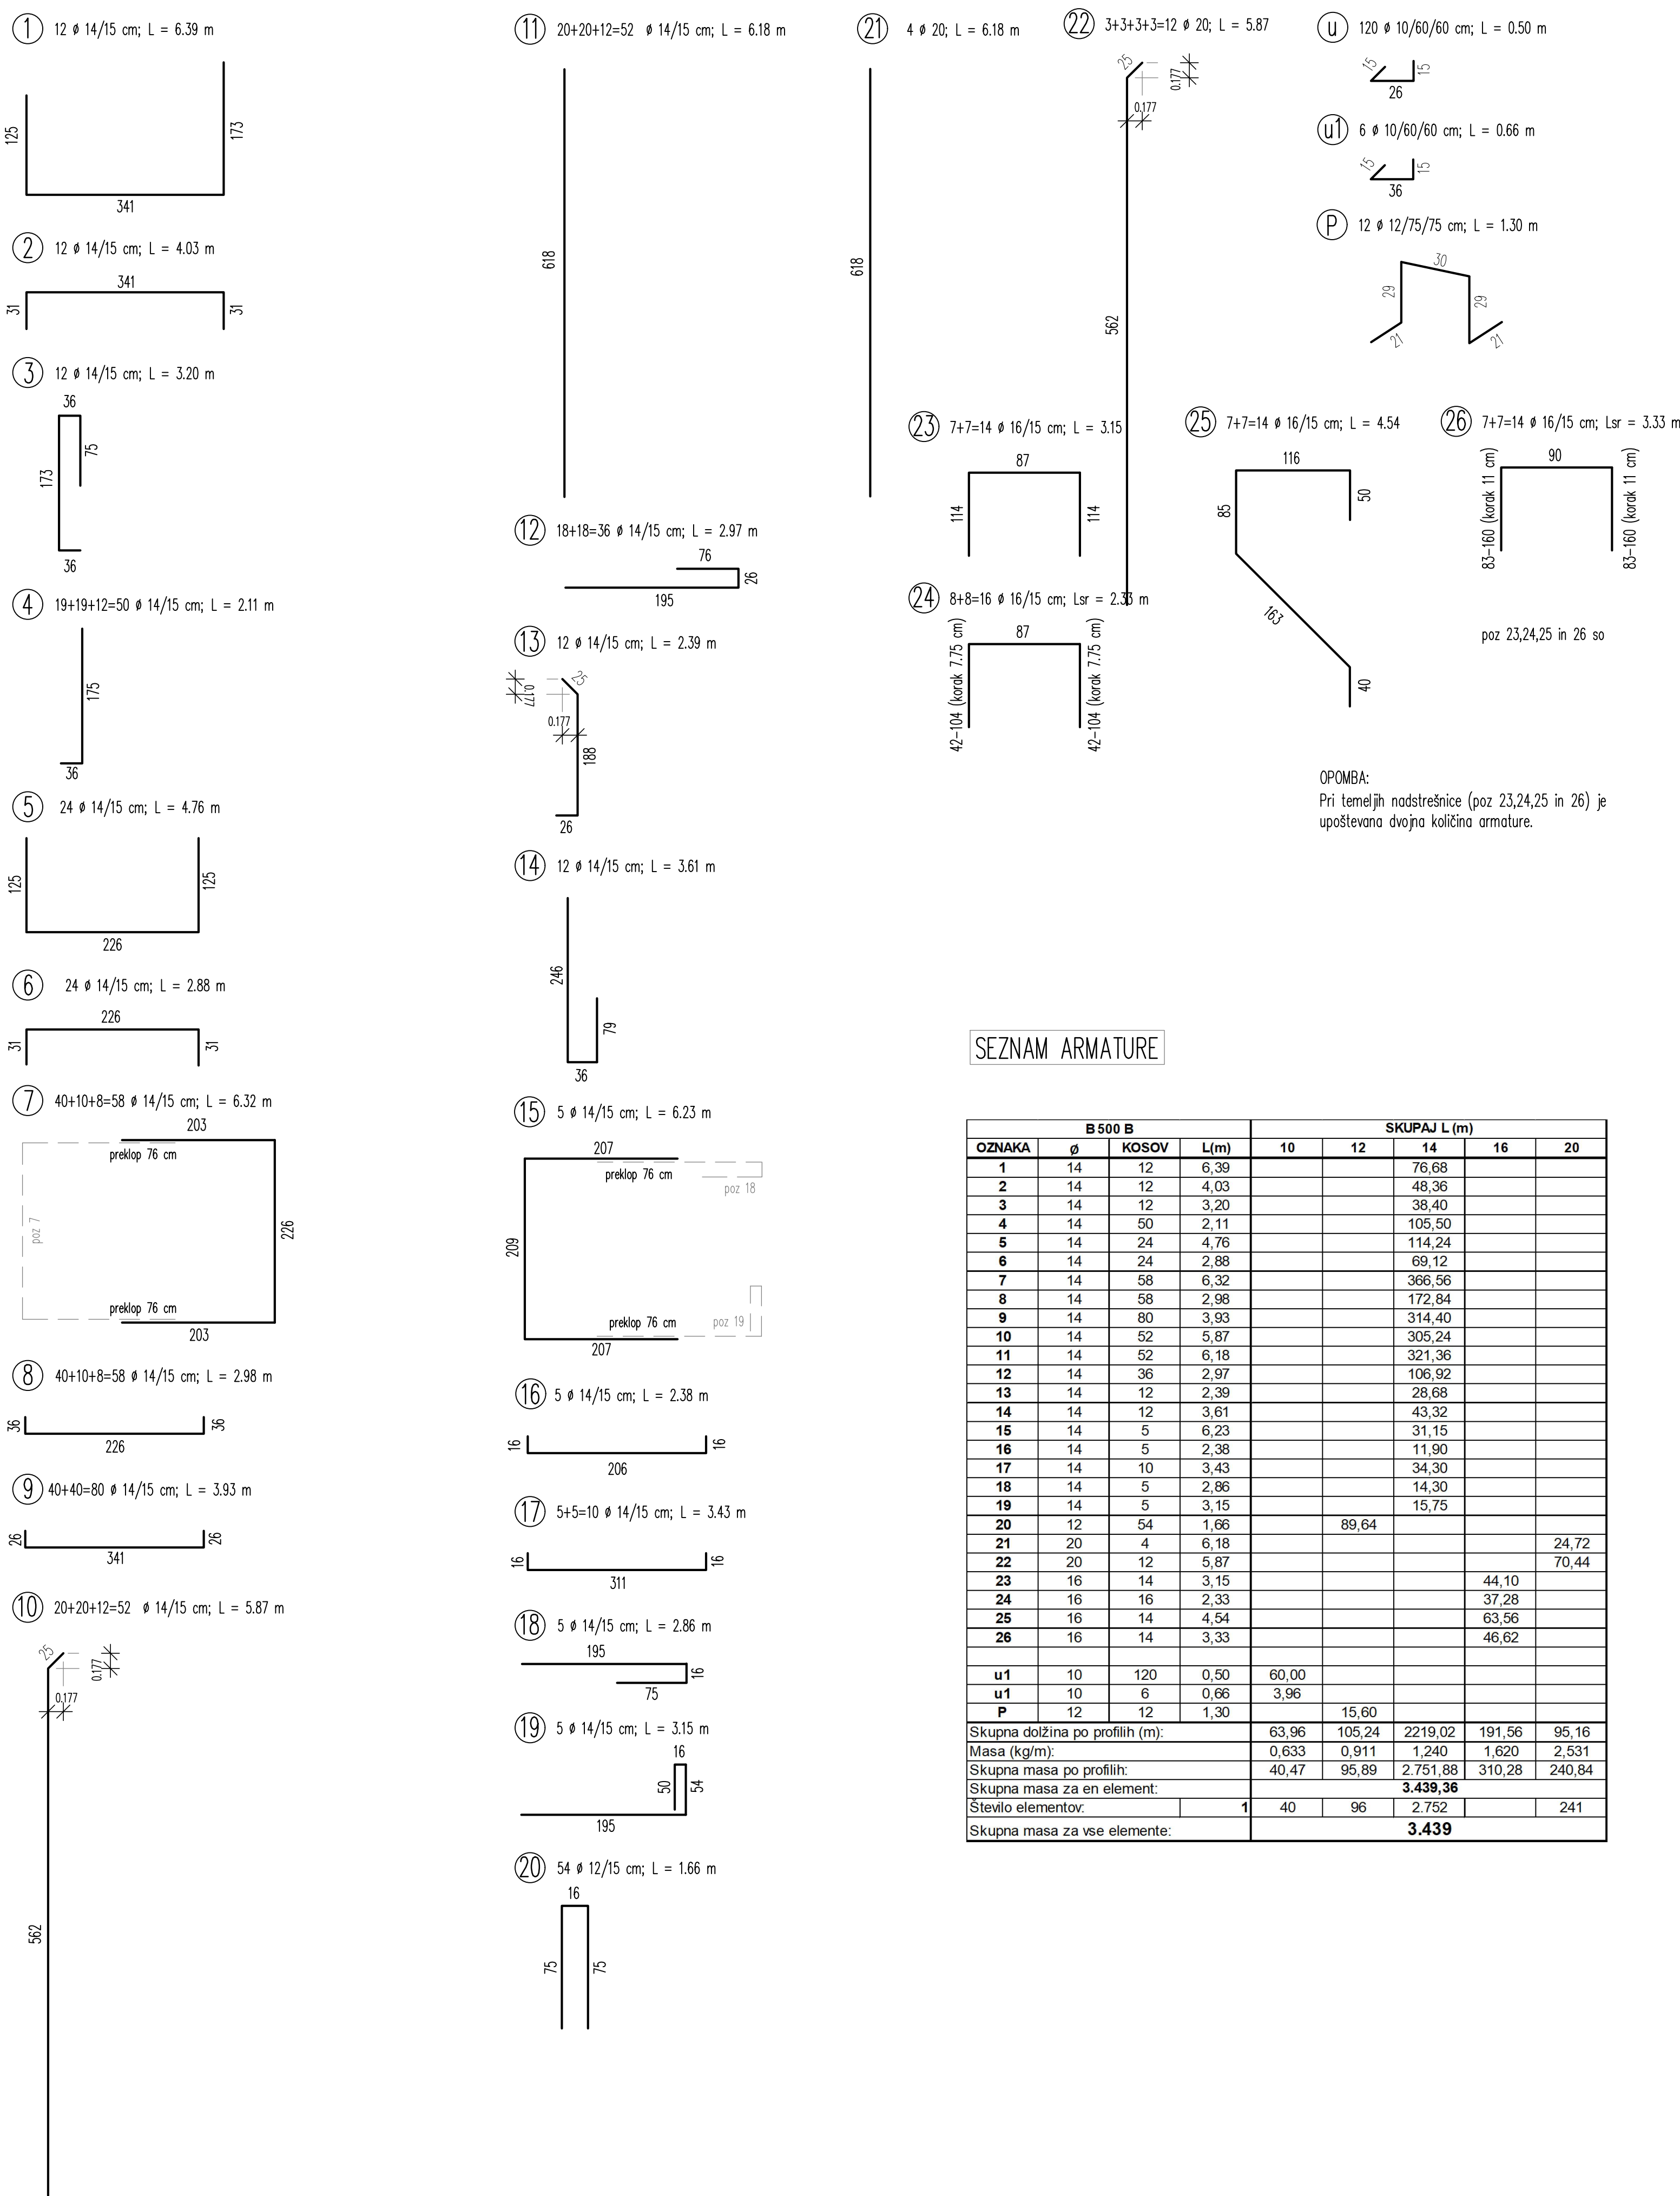 1 12 ø 14/15 cm; L = 6.39 m
125
173
341
2 12 ø 14/15 cm; L = 4.03 m
341
31
31
3 12 ø 14/15 cm; L = 3.20 m
36
75
173
36
4 19+19+12=50 ø 14/15 cm; L = 2.11 m
175
36
5 24 ø 14/15 cm; L = 4.76 m
125
125
226
6 24 ø 14/15 cm; L = 2.88 m
226
31
31
7 40+10+8=58 ø 14/15 cm; L = 6.32 m
203
preklop 76 cm
poz 7
226
preklop 76 cm
203
8 40+10+8=58 ø 14/15 cm; L = 2.98 m
36
36
226
9 40+40=80 ø 14/15 cm; L = 3.93 m
26
26
341
10 20+20+12=52 ø 14/15 cm; L = 5.87 m
25
0.177
0.177
562
11 20+20+12=52 ø 14/15 cm; L = 6.18 m
618
12 18+18=36 ø 14/15 cm; L = 2.97 m
76
26
195
13 12 ø 14/15 cm; L = 2.39 m
25
0.177
0.177
188
26
14 12 ø 14/15 cm; L = 3.61 m
246
79
36
15 5 ø 14/15 cm; L = 6.23 m
207
preklop 76 cm
poz 18
209
preklop 76 cm
poz 19
207
16 5 ø 14/15 cm; L = 2.38 m
16
16
206
17 5+5=10 ø 14/15 cm; L = 3.43 m
16
16
311
18 5 ø 14/15 cm; L = 2.86 m
195
16
75
19 5 ø 14/15 cm; L = 3.15 m
16
50
54
195
20 54 ø 12/15 cm; L = 1.66 m
16
75
75
21 4 ø 20; L = 6.18 m
618
22 3+3+3+3=12 ø 20; L = 5.87
25
0.177
0.177
562
23 7+7=14 ø 16/15 cm; L = 3.15
87
114
114
24 8+8=16 ø 16/15 cm; Lsr = 2.33 m
87
42-104 (korak 7.75 cm)
42-104 (korak 7.75 cm)
u 120 ø 10/60/60 cm; L = 0.50 m
15
15
26
u1 6 ø 10/60/60 cm; L = 0.66 m
15
15
36
P 12 ø 12/75/75 cm; L = 1.30 m
30
29
29
21
21
25 7+7=14 ø 16/15 cm; L = 4.54
116
50
85
163
40
26 7+7=14 ø 16/15 cm; Lsr = 3.33 m
90
83-160 (korak 11 cm)
83-160 (korak 11 cm)
poz 23,24,25 in 26 so
OPOMBA:
Pri temeljih nadstrešnice (poz 23,24,25 in 26) je
upoštevana dvojna količina armature.
SEZNAM ARMATURE
B 500 B SKUPAJ L (m)
OZNAKA ø KOSOV L(m) 10 12 14 16 20
1 14 12 6,39 76,68
2 14 12 4,03 48,36
3 14 12 3,20 38,40
4 14 50 2,11 105,50
5 14 24 4,76 114,24
6 14 24 2,88 69,12
7 14 58 6,32 366,56
8 14 58 2,98 172,84
9 14 80 3,93 314,40
10 14 52 5,87 305,24
11 14 52 6,18 321,36
12 14 36 2,97 106,92
13 14 12 2,39 28,68
14 14 12 3,61 43,32
15 14 5 6,23 31,15
16 14 5 2,38 11,90
17 14 10 3,43 34,30
18 14 5 2,86 14,30
19 14 5 3,15 15,75
20 12 54 1,66 89,64
21 20 4 6,18 24,72
22 20 12 5,87 70,44
23 16 14 3,15 44,10
24 16 16 2,33 37,28
25 16 14 4,54 63,56
26 16 14 3,33 46,62
u1 10 120 0,50 60,00
u1 10 6 0,66 3,96
P 12 12 1,30 15,60
Skupna dolžina po profilih (m): 63,96 105,24 2219,02 191,56 95,16
Masa (kg/m): 0,633 0,911 1,240 1,620 2,531
Skupna masa po profilih: 40,47 95,89 2.751,88 310,28 240,84
Skupna masa za en element: 3.439,36
Število elementov: 1 40 96 2.752 241
Skupna masa za vse elemente: 3.439